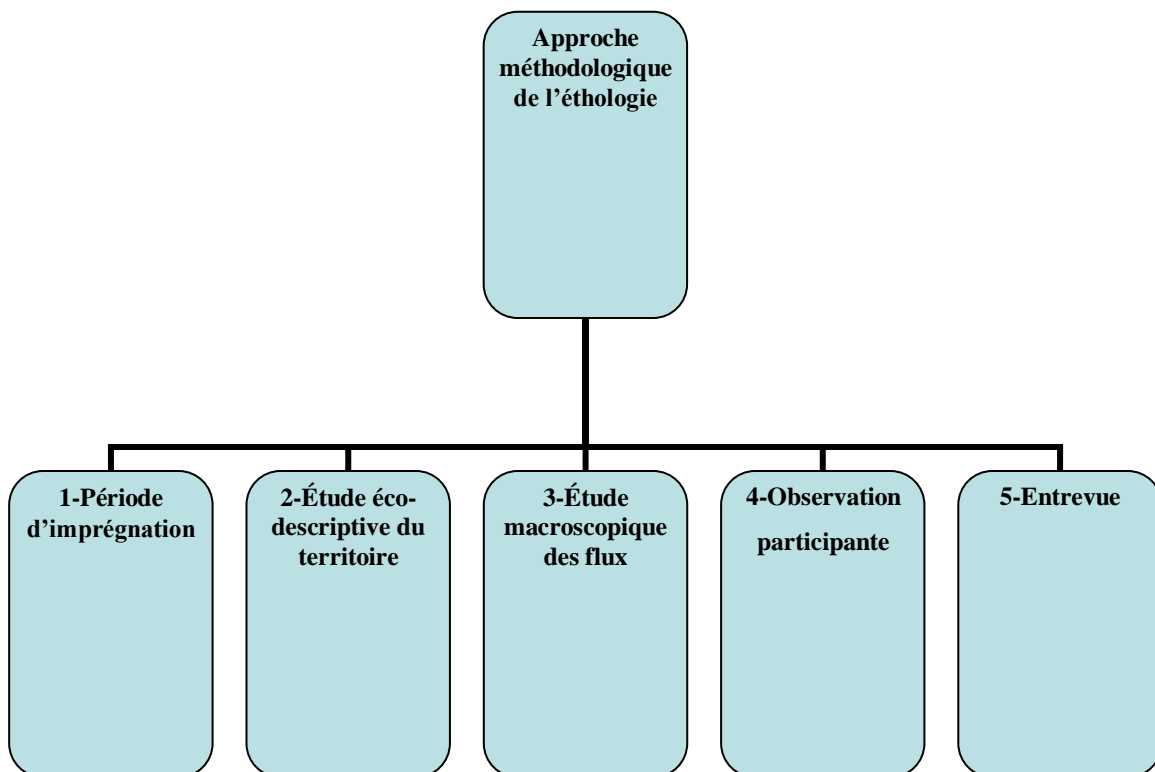 Approche
méthodologique
de l’éthologie
1-Période
d’imprégnation
2-Étude éco-
descriptive du
territoire
3-Étude
macroscopique
des flux
4-Observation
participante
5-Entrevue